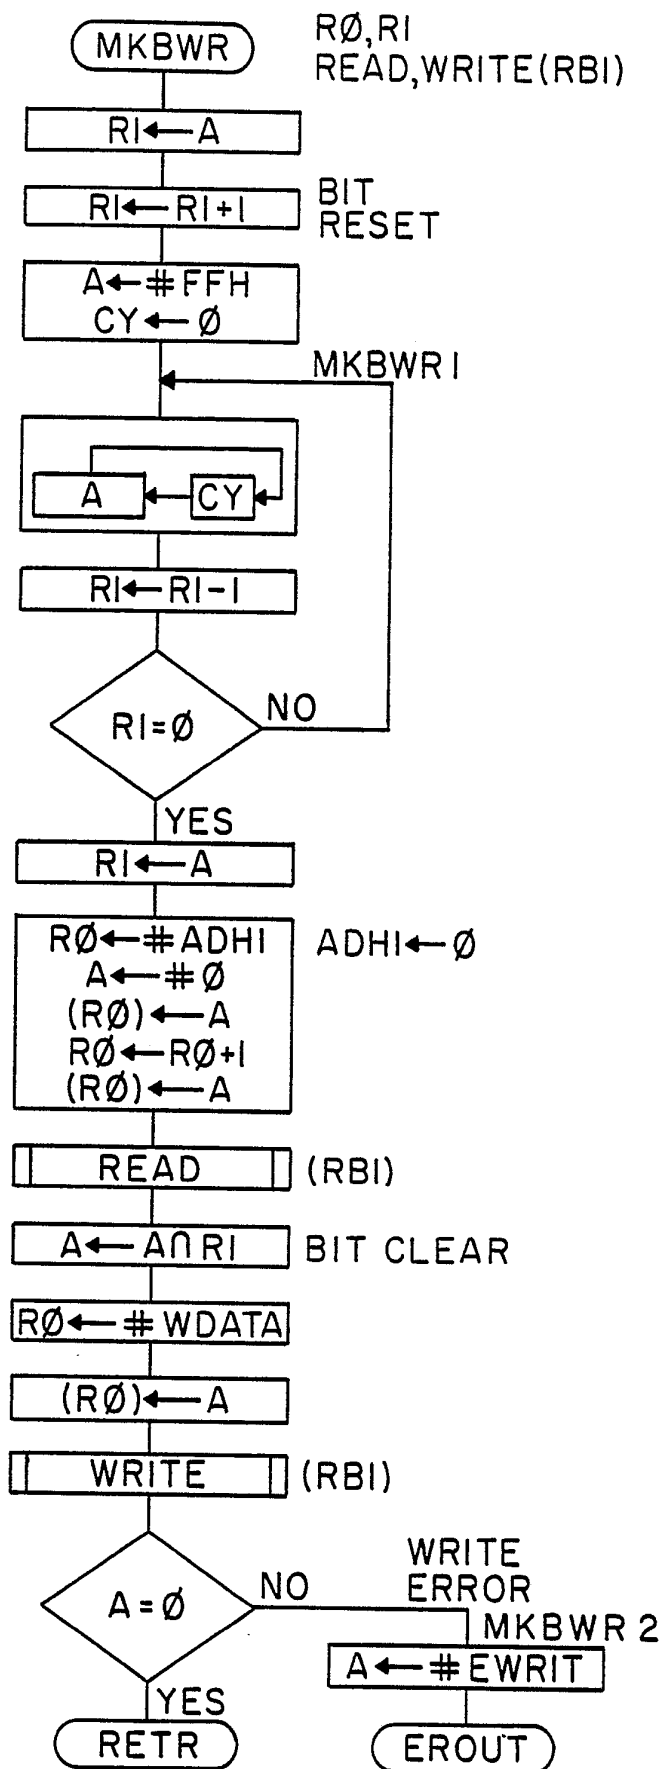 MKBWR
RØ,R1
READ,WRITE(RB1)
R1←A
R1←R1+1
BIT
RESET
A←#FFH
CY←Ø
MKBWR1
A
CY
R1←R1-1
R1=Ø
NO
YES
R1←A
RØ←#ADH1
A←#Ø
(RØ)←A
RØ←RØ+1
(RØ)←A
ADH1←Ø
READ
(RB1)
A←A∩R1
BIT CLEAR
RØ←#WDATA
(RØ)←A
WRITE
(RB1)
A=Ø
NO
WRITE
ERROR
MKBWR2
A←#EWRIT
YES
RETR
EROUT